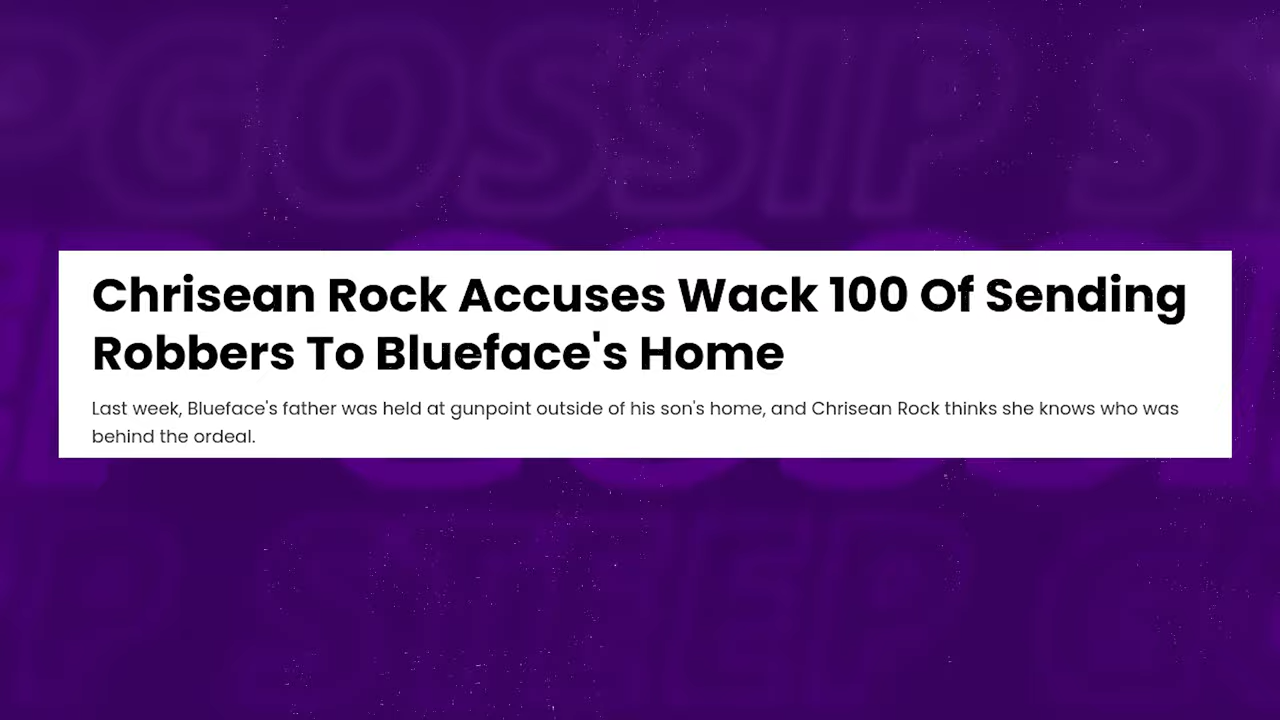 GOSSIP
Chrisean Rock Accuses Wack 100 Of Sending
Robbers To Blueface's Home
Last week, Blueface's father was held at gunpoint outside of his son's home, and Chrisean Rock thinks she knows who was
behind the ordeal.